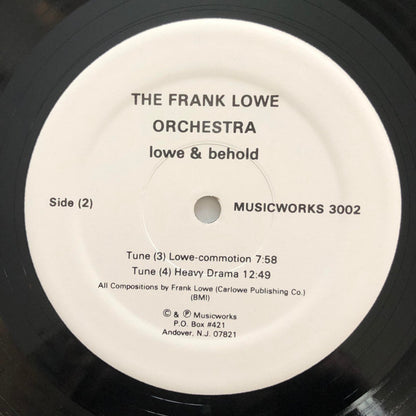 THE FRANK LOWE
ORCHESTRA
lowe & behold
Side (2)
MUSICWORKS 3002
Tune (3) Lowe-commotion 7:58
Tune (4) Heavy Drama 12:49
All Compositions by Frank Lowe (Carlowe Publishing Co.)
(BMI)
© & ℗ Musicworks
P.O. Box #421
Andover, N.J. 07821